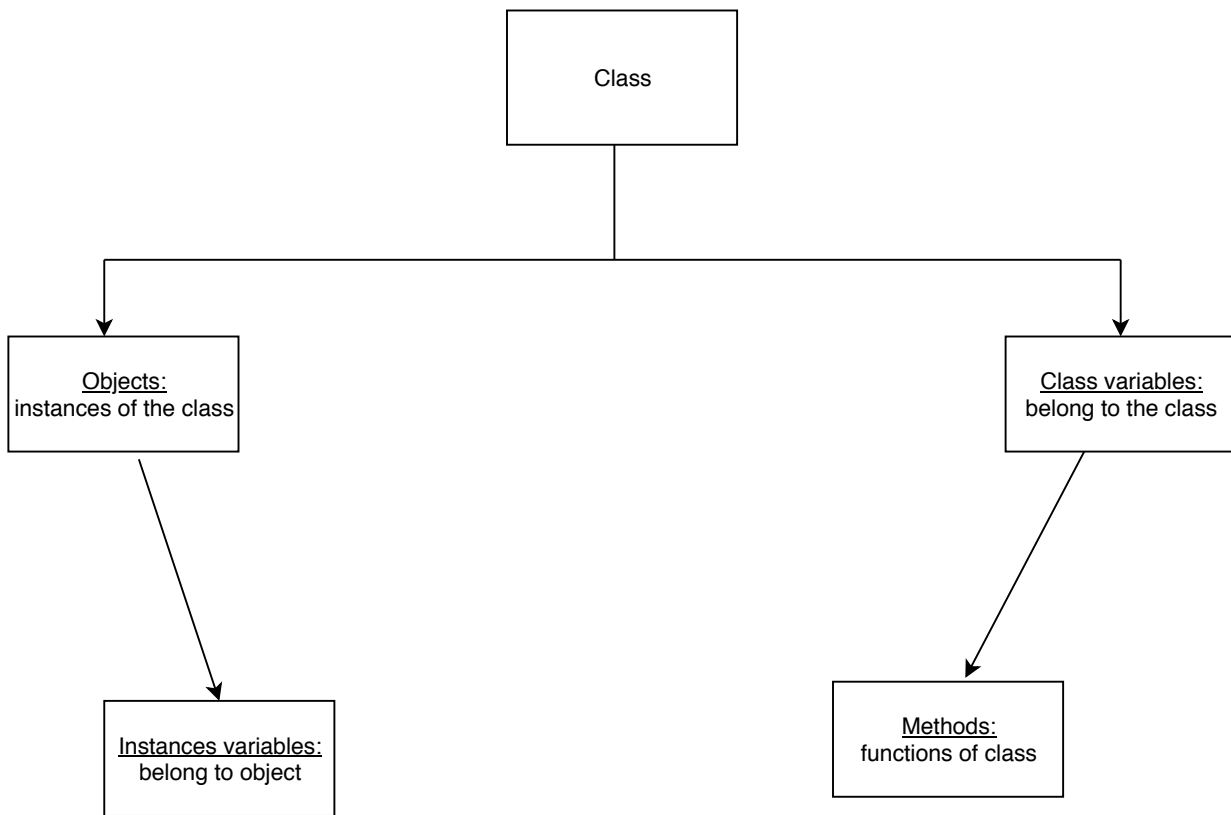 Class
Objects:
instances of the class
Class variables:
belong to the class
Instances variables:
belong to object
Methods:
functions of class